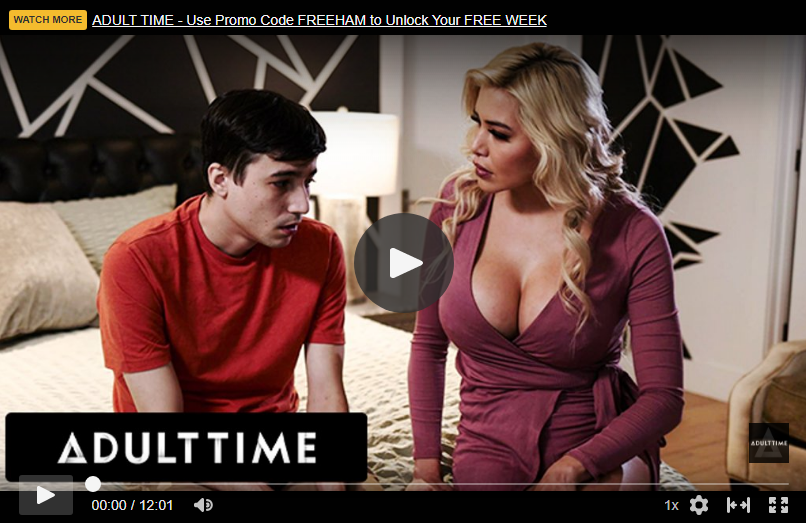 WATCH MORE ADULT TIME - Use Promo Code FREEHAM to Unlock Your FREE WEEK
ADULT TIME
ADULT TIME
00:00 / 12:01
1x